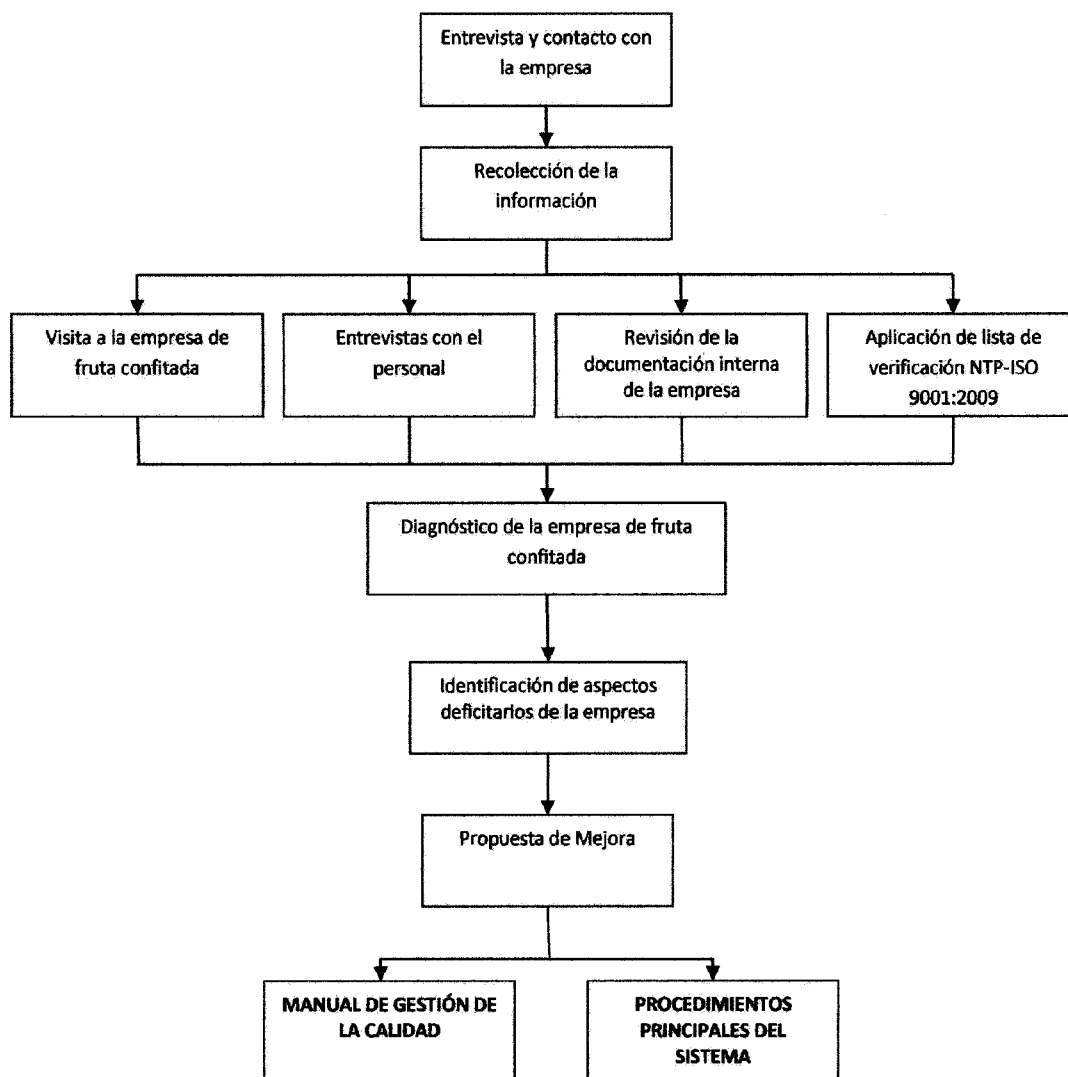 Entrevista y contacto con
la empresa
Recolección de la
información
Visita a la empresa de
fruta confitada
Entrevistas con el
personal
Revisión de la
documentación interna
de la empresa
Aplicación de lista de
verificación NTP-ISO
9001:2009
Diagnóstico de la empresa de fruta
confitada
Identificación de aspectos
deficitarios de la empresa
Propuesta de Mejora
MANUAL DE GESTIÓN DE
LA CALIDAD
PROCEDIMIENTOS
PRINCIPALES DEL
SISTEMA